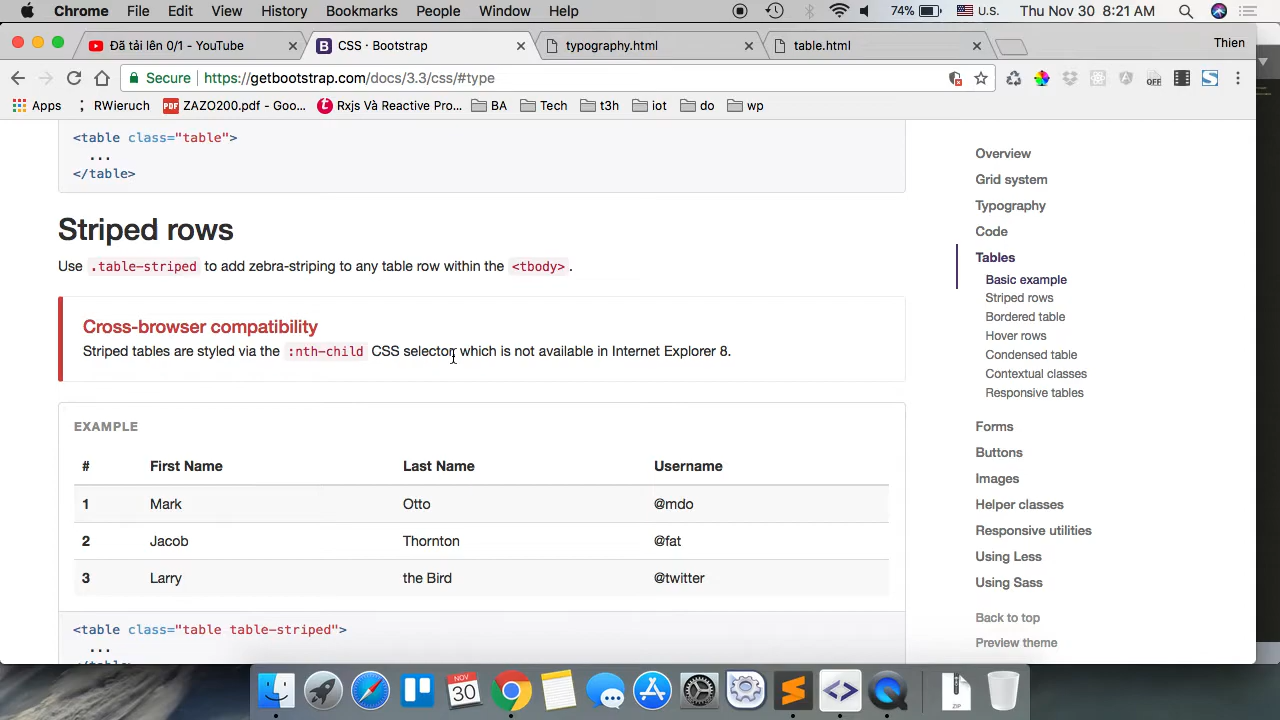 Chrome File Edit View History Bookmarks People Window Help 74% U.S. Thu Nov 30 8:21 AM
Đã tải lên 0/1 - YouTube CSS · Bootstrap typography.html table.html Thien
Secure https://getbootstrap.com/docs/3.3/css/#type
Apps RWieruch ZAZO200.pdf - Goo... Rxjs Và Reactive Pro... BA Tech t3h iot do wp
<table class="table">
...
</table>
Striped rows
Use .table-striped to add zebra-striping to any table row within the <tbody>.
Cross-browser compatibility
Striped tables are styled via the :nth-child CSS selector, which is not available in Internet Explorer 8.
EXAMPLE
# First Name Last Name Username
1 Mark Otto @mdo
2 Jacob Thornton @fat
3 Larry the Bird @twitter
<table class="table table-striped">
...
</table>
Overview
Grid system
Typography
Code
Tables
Basic example
Striped rows
Bordered table
Hover rows
Condensed table
Contextual classes
Responsive tables
Forms
Buttons
Images
Helper classes
Responsive utilities
Using Less
Using Sass
Back to top
Preview theme
NOV
30
ZIP